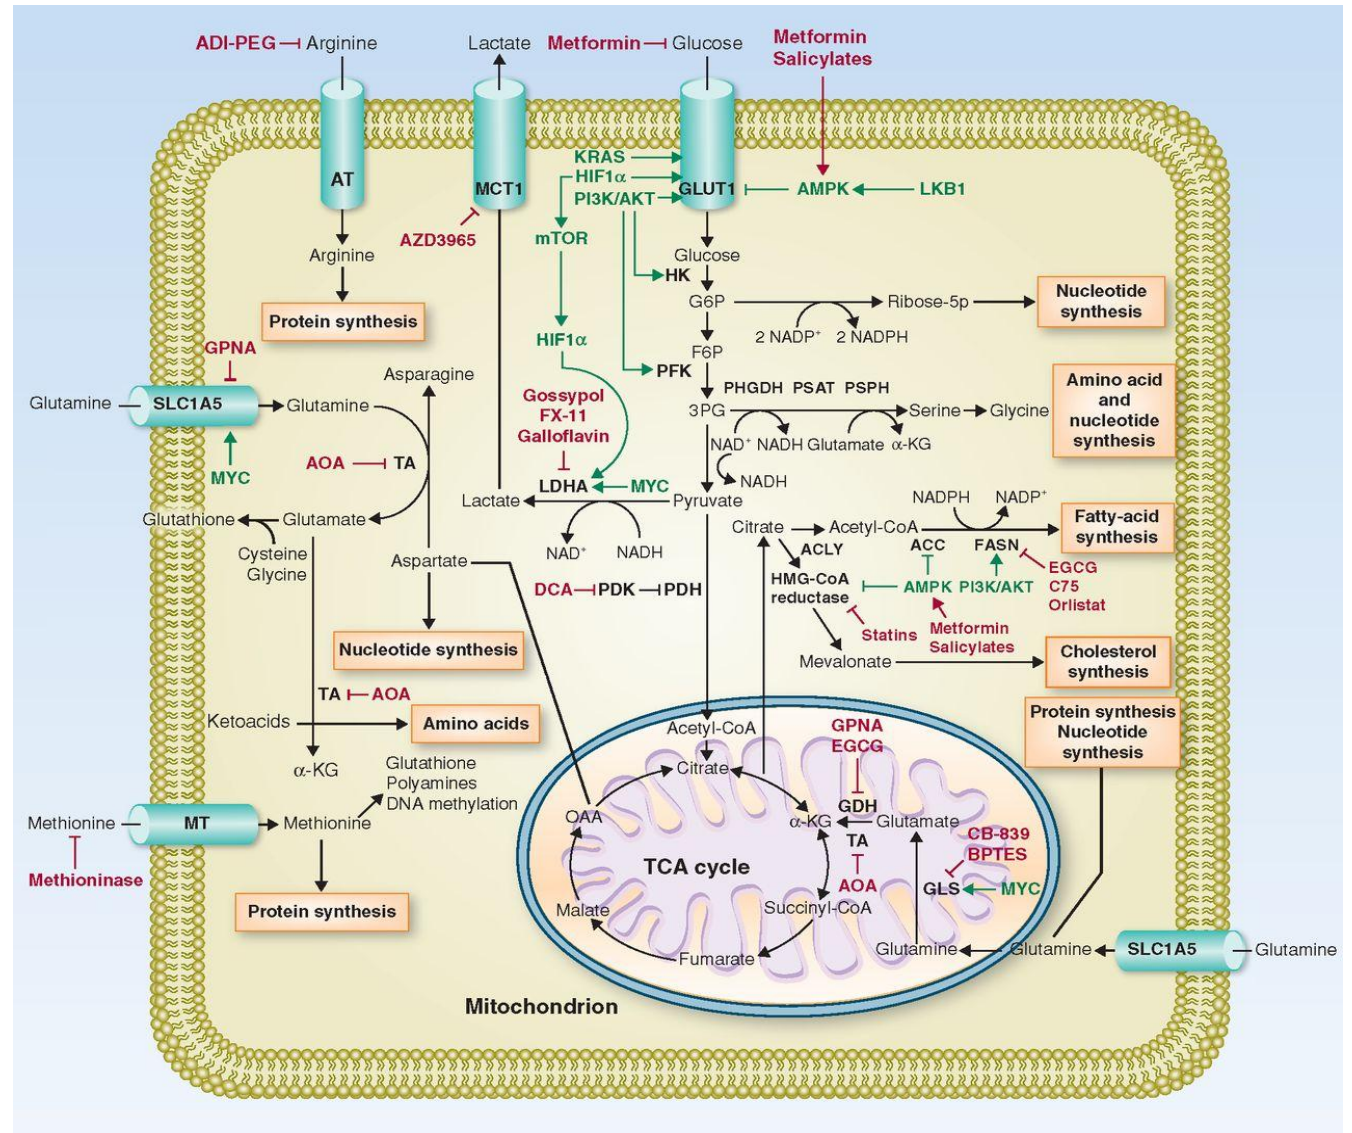 ADI-PEG Arginine
Lactate
Metformin Glucose
Metformin
Salicylates
AT
MCT1
GLUT1
KRAS
HIF1α
PI3K/AKT
AMPK
LKB1
AZD3965
mTOR
Arginine
Glucose
HK
G6P
Ribose-5p
Nucleotide
synthesis
2 NADP⁺ 2 NADPH
Protein synthesis
HIF1α
F6P
PFK
GPNA
Asparagine
PHGDH PSAT PSPH
Amino acid
and
nucleotide
synthesis
Glutamine
SLC1A5
Glutamine
Gossypol
FX-11
Galloflavin
3PG
Serine
Glycine
NAD⁺ NADH Glutamate α-KG
NADH
AOA
TA
MYC
LDHA
MYC
Lactate
Pyruvate
NADPH NADP⁺
Glutathione
Glutamate
Cysteine
Glycine
Citrate
Acetyl-CoA
Fatty-acid
synthesis
ACLY
ACC
FASN
NAD⁺
NADH
Aspartate
DCA PDK PDH
HMG-CoA
reductase
AMPK PI3K/AKT
EGCG
C75
Orlistat
Statins
Metformin
Salicylates
Nucleotide synthesis
Mevalonate
Cholesterol
synthesis
TA AOA
Ketoacids
Amino acids
Protein synthesis
Nucleotide
synthesis
α-KG
Glutathione
Polyamines
DNA methylation
Acetyl-CoA
GPNA
EGCG
Citrate
GDH
Methionine
MT
Methionine
OAA
α-KG
Glutamate
TA
CB-839
BPTES
TCA cycle
AOA
GLS
MYC
Methioninase
Protein synthesis
Malate
Succinyl-CoA
Fumarate
Glutamine
Glutamine
SLC1A5
Glutamine
Mitochondrion